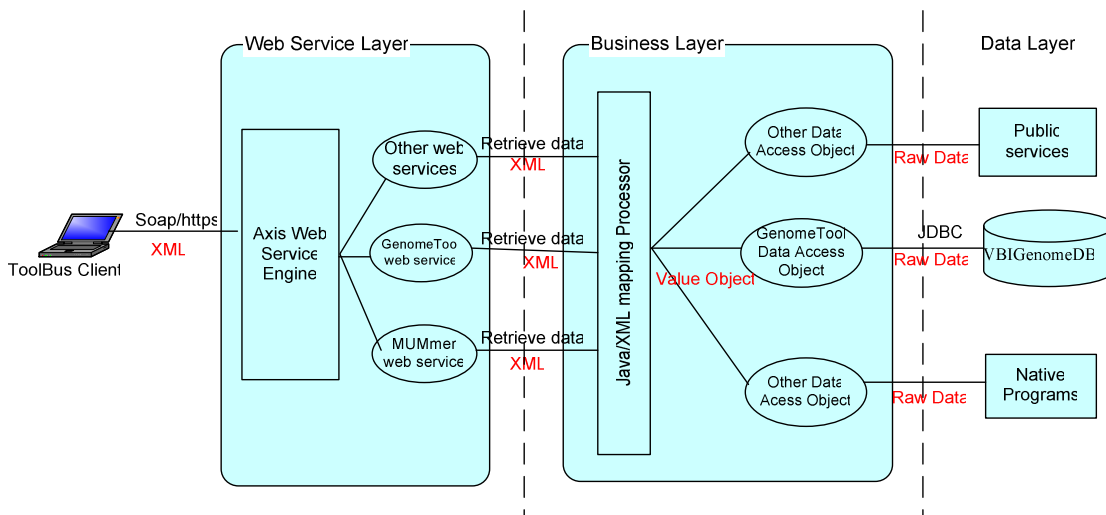 Web Service Layer
Business Layer
Data Layer
ToolBus Client
Soap/https
XML
Axis Web
Service
Engine
Other web
services
GenomeTool
web service
MUMmer
web service
Retrieve data
XML
Retrieve data
XML
Retrieve data
XML
Java/XML mapping Processor
Value Object
Other Data
Access Object
GenomeTool
Data Access
Object
Other Data
Acess Object
Raw Data
JDBC
Raw Data
Raw Data
Public
services
VBIGenomeDB
Native
Programs